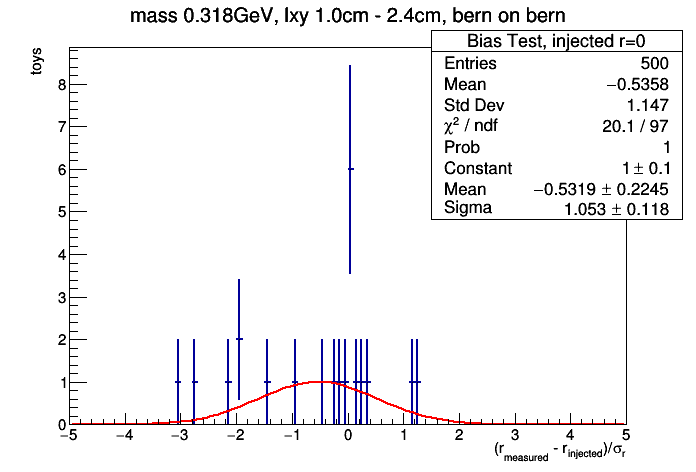 mass 0.318GeV, lxy 1.0cm - 2.4cm, bern on bern
Bias Test, injected r=0
Entries 500
Mean −0.5358
Std Dev 1.147
χ² / ndf 20.1 / 97
Prob 1
Constant 1 ± 0.1
Mean −0.5319 ± 0.2245
Sigma 1.053 ± 0.118
toys
8
7
6
5
4
3
2
1
0
−5 −4 −3 −2 −1 0 1 2 3 4 5
(r_measured - r_injected)/σ_r